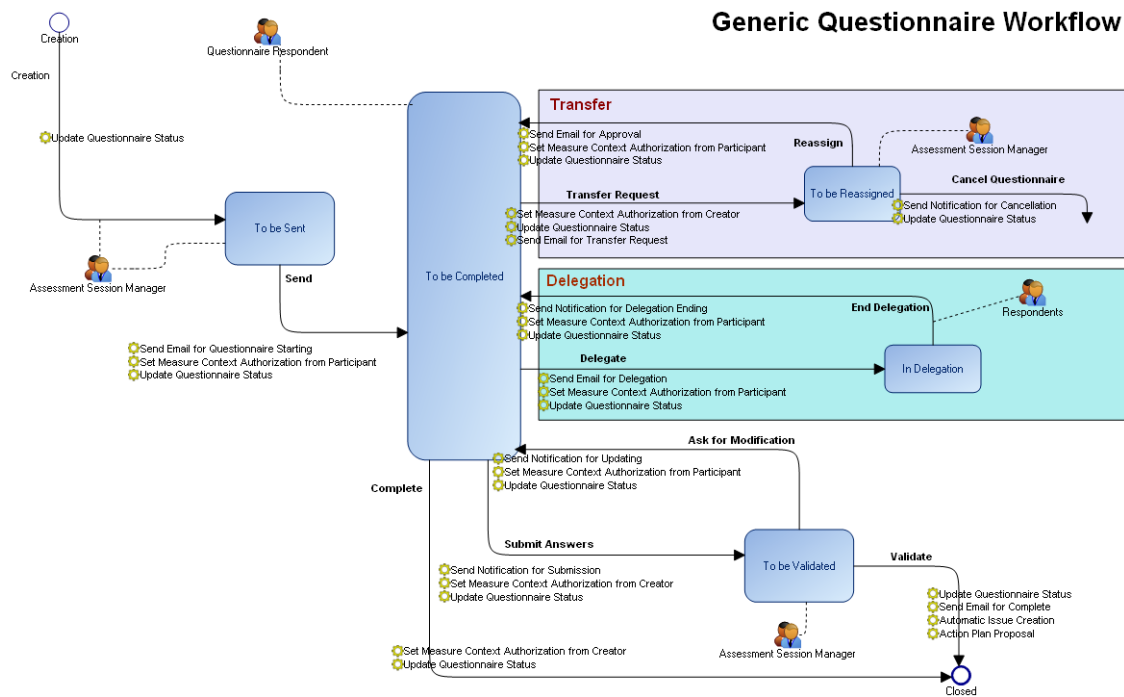 Generic Questionnaire Workflow
Creation
Creation
Update Questionnaire Status
Questionnaire Respondent
Assessment Session Manager
To be Sent
Send
Send Email for Questionnaire Starting
Set Measure Context Authorization from Participant
Update Questionnaire Status
To be Completed
Transfer
Send Email for Approval
Set Measure Context Authorization from Participant
Update Questionnaire Status
Reassign
Assessment Session Manager
Transfer Request
To be Reassigned
Cancel Questionnaire
Set Measure Context Authorization from Creator
Update Questionnaire Status
Send Email for Transfer Request
Send Notification for Cancellation
Update Questionnaire Status
Delegation
Send Notification for Delegation Ending
Set Measure Context Authorization from Participant
Update Questionnaire Status
End Delegation
Respondents
Delegate
In Delegation
Send Email for Delegation
Set Measure Context Authorization from Participant
Update Questionnaire Status
Ask for Modification
Send Notification for Updating
Set Measure Context Authorization from Participant
Update Questionnaire Status
Complete
Submit Answers
Send Notification for Submission
Set Measure Context Authorization from Creator
Update Questionnaire Status
To be Validated
Validate
Assessment Session Manager
Update Questionnaire Status
Send Email for Complete
Automatic Issue Creation
Action Plan Proposal
Set Measure Context Authorization from Creator
Update Questionnaire Status
Closed